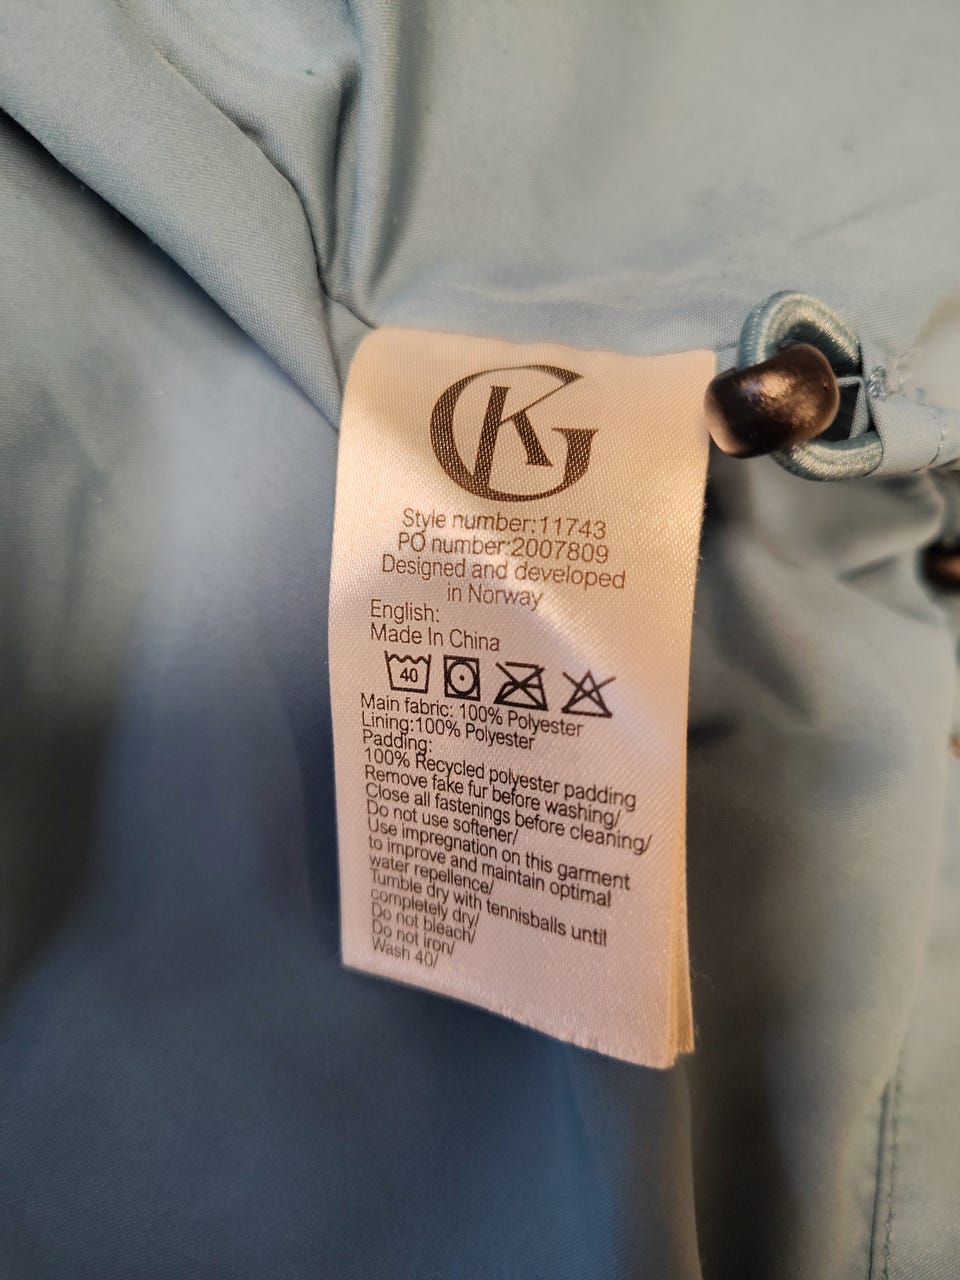 GK
Style number:11743
PO number:2007809
Designed and developed
in Norway
English:
Made In China
40
Main fabric: 100% Polyester
Lining:100% Polyester
Padding:
100% Recycled polyester padding
Remove fake fur before washing/
Close all fastenings before cleaning/
Do not use softener/
Use impregnation on this garment
to improve and maintain optimal
water repellence/
Tumble dry with tennisballs until
completely dry/
Do not bleach/
Do not iron/
Wash 40/